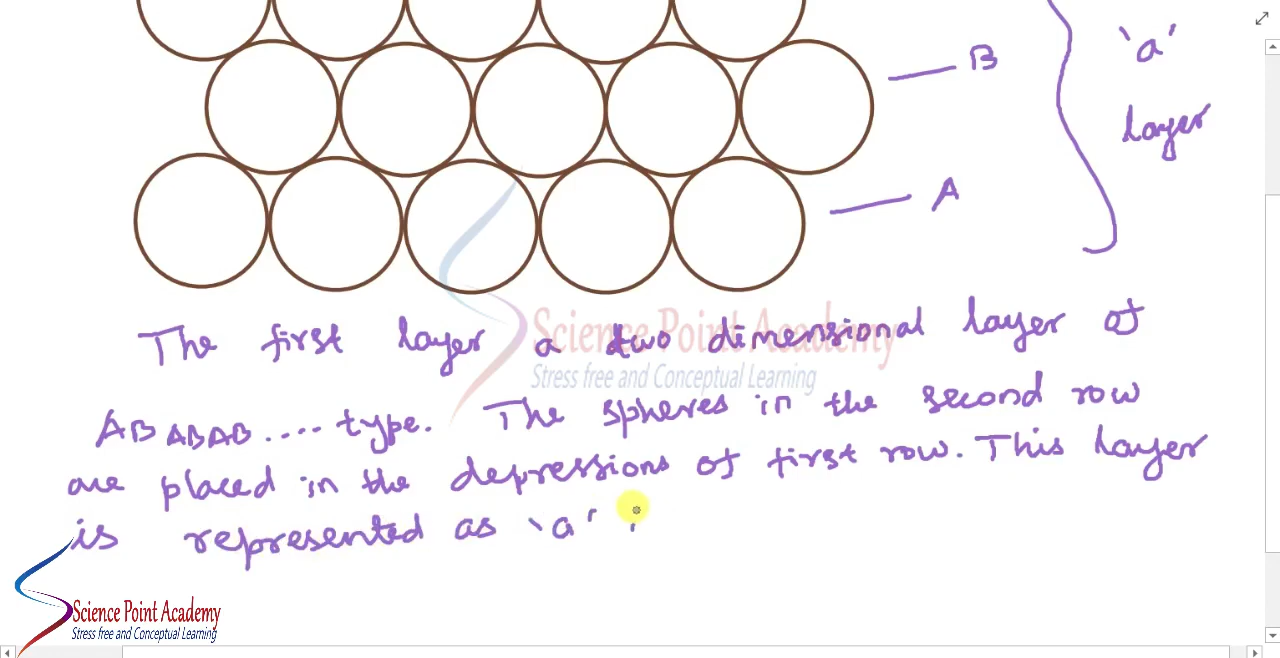 B
'a'
layer
A
Science Point Academy
Stress free and Conceptual Learning
The first layer a two dimensional layer of
ABABAB.... type. The spheres in the second row
are placed in the depressions of first row. This layer
is represented as 'a'.
Science Point Academy
Stress free and Conceptual Learning